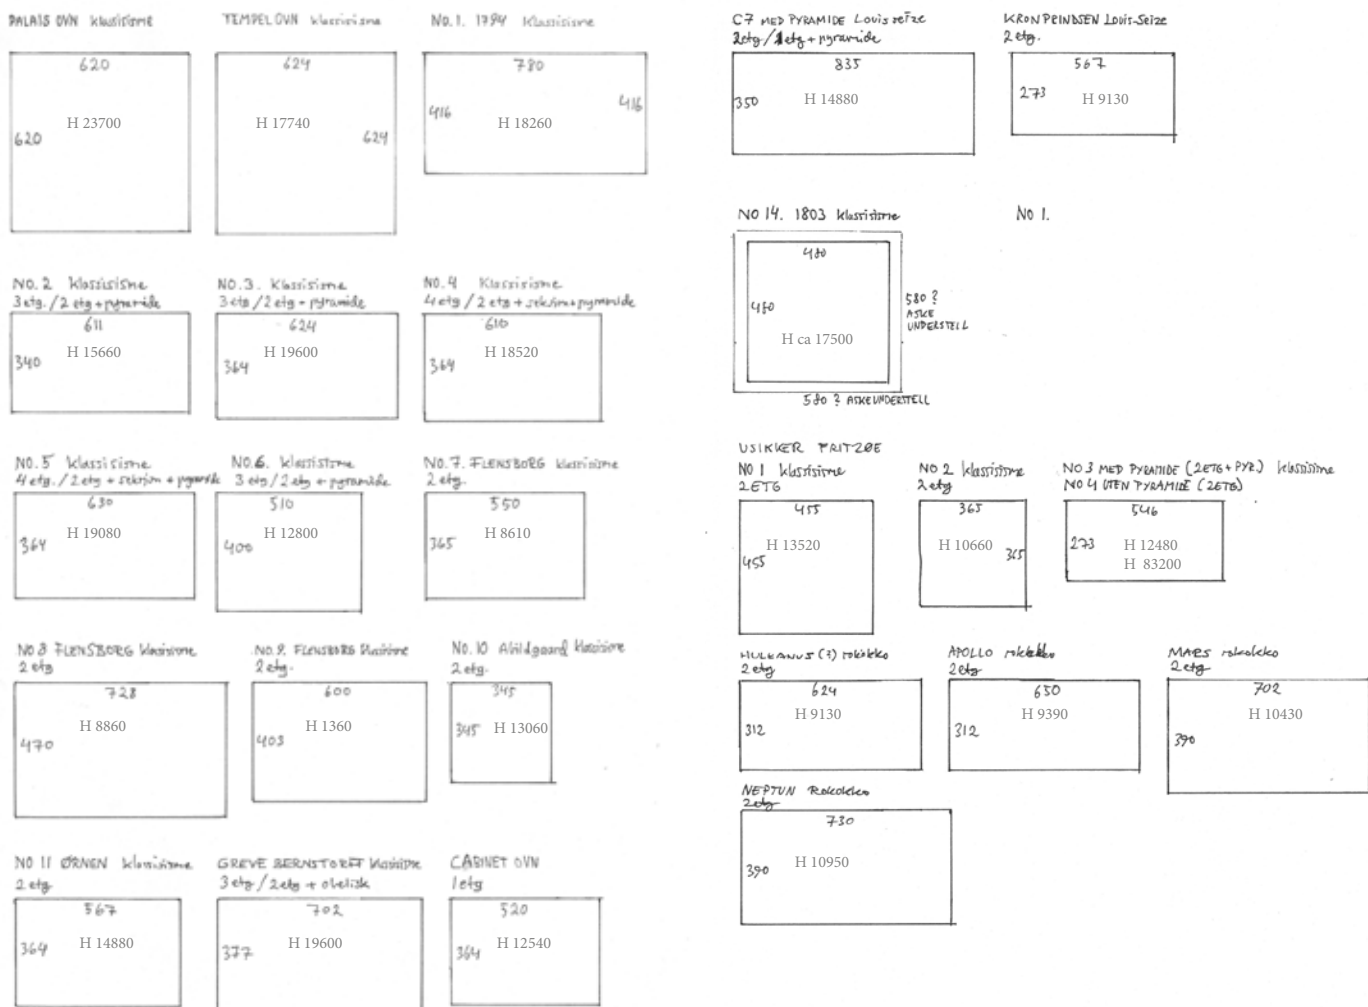 PALAIS OVN klassisisme
620
H 23700
620
TEMPEL OVN klassisisme
624
H 17740
624
NO. 1. 1794 Klassisisme
780
416
416
H 18260
NO. 2 klassisisme
3 etg. / 2 etg + pyramide
611
H 15660
340
NO. 3. Klassisisme
3 etg / 2 etg + pyramide
624
H 19600
364
NO. 4 Klassisisme
4 etg / 2 etg + seksjon + pyramide
610
H 18520
364
NO. 5 klassisisme
4 etg. / 2 etg + seksjon + pyramide
630
H 19080
364
NO. 6. klassisisme
3 etg / 2 etg + pyramide
510
H 12800
400
NO. 7. FLENSBORG klassisisme
2 etg.
550
H 8610
365
NO 8 FLENSBORG klassisisme
2 etg
728
H 8860
470
NO. 9. FLENSBORG klassisisme
2 etg.
600
H 1360
403
NO. 10 Abildgaard klassisisme
2 etg.
345
345 H 13060
NO 11 ØRNEN klassisisme
2 etg
567
H 14880
364
GREVE BERNSTORFF klassisisme
3 etg / 2 etg + obelisk
702
H 19600
377
CABINET OVN
1 etg
520
H 12540
364
C7 MED PYRAMIDE Louis seize
2 etg / 1 etg + pyramide
835
350 H 14880
KRONPRINDSEN Louis-Seize
2 etg.
567
273 H 9130
NO 14. 1803 klassisisme
480
480
H ca 17500
580 ?
ASKE
UNDERSTELL
580 ? ASKEUNDERSTELL
NO 1.
USIKKER FRITZØE
NO 1 klassisisme
2 ETG
455
H 13520
455
NO 2 klassisisme
2 etg
365
H 10660
365
NO 3 MED PYRAMIDE (2 ETG + PYR.) klassisisme
NO 4 UTEN PYRAMIDE (2 ETG)
546
273 H 12480
H 83200
HULKANUS (?) rokokko
2 etg
624
H 9130
312
APOLLO rokokko
2 etg
650
H 9390
312
MARS rokokko
2 etg
702
H 10430
390
NEPTUN Rokokko
2 etg
730
H 10950
390